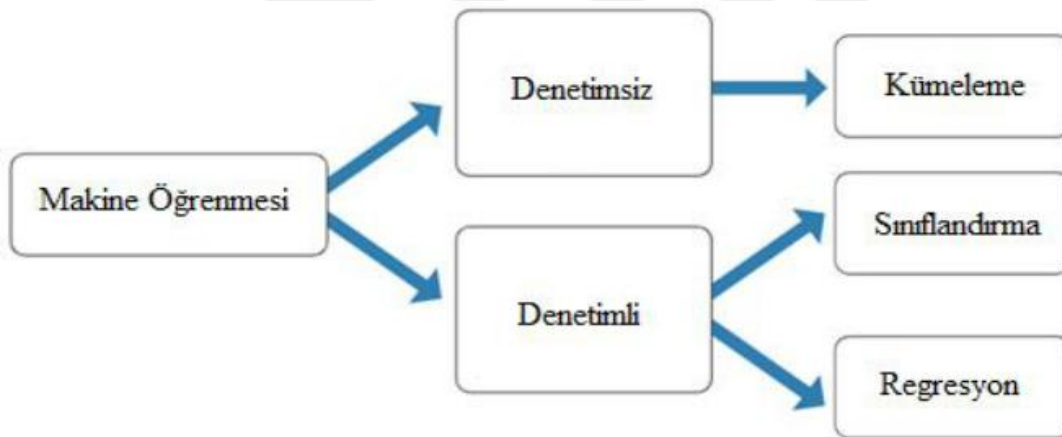 Makine Öğrenmesi
Denetimsiz
Kümeleme
Denetimli
Sınıflandırma
Regresyon